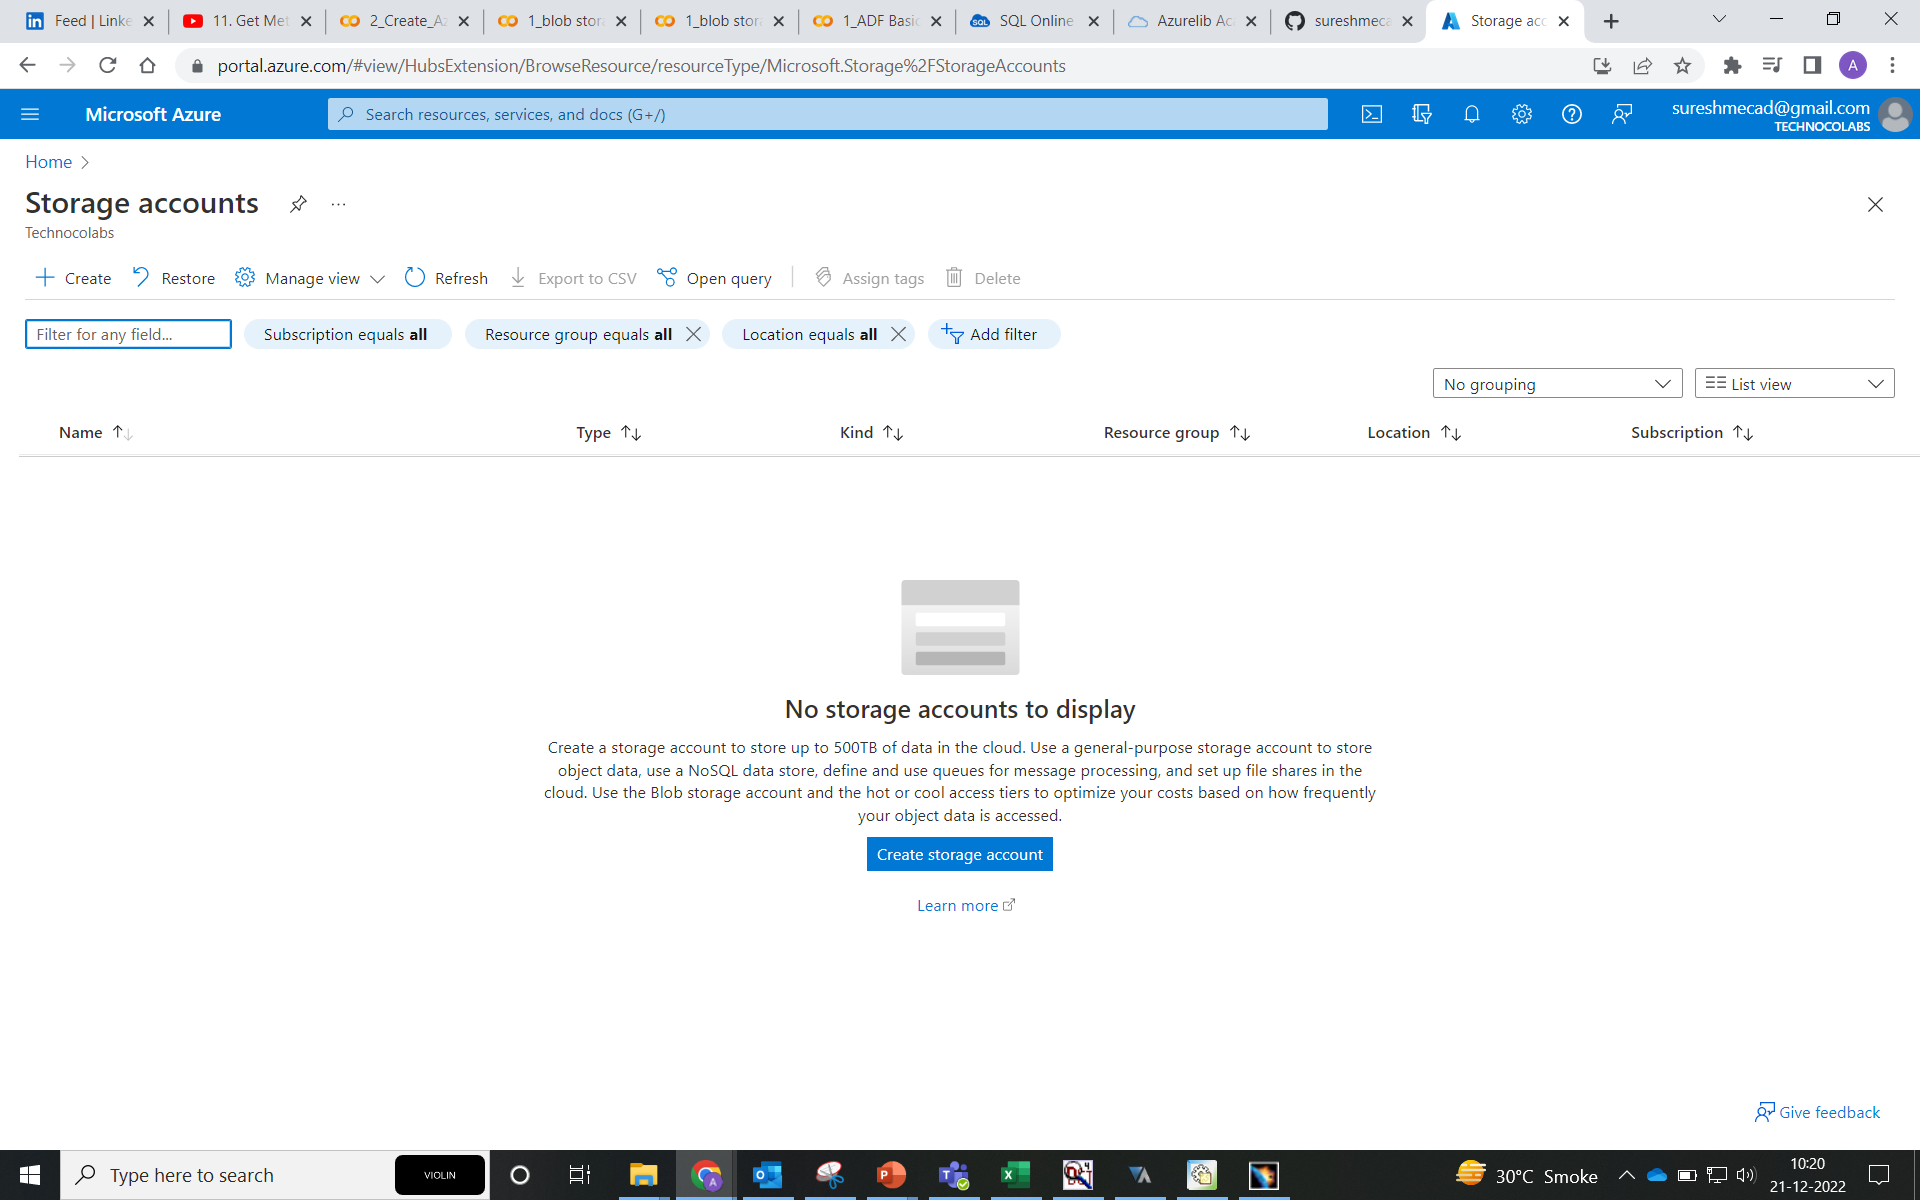 Feed | Linke
11. Get Met
2_Create_Az
1_blob stora
1_blob stora
1_ADF Basic
SQL Online
Azurelib Aca
sureshmeca
Storage acc
portal.azure.com/#view/HubsExtension/BrowseResource/resourceType/Microsoft.Storage%2FStorageAccounts
A
Microsoft Azure
Search resources, services, and docs (G+/)
sureshmecad@gmail.com
TECHNOCOLABS
Home
Storage accounts
Technocolabs
Create
Restore
Manage view
Refresh
Export to CSV
Open query
Assign tags
Delete
Filter for any field...
Subscription equals all
Resource group equals all
Location equals all
Add filter
No grouping
List view
Name
Type
Kind
Resource group
Location
Subscription
No storage accounts to display
Create a storage account to store up to 500TB of data in the cloud. Use a general-purpose storage account to store
object data, use a NoSQL data store, define and use queues for message processing, and set up file shares in the
cloud. Use the Blob storage account and the hot or cool access tiers to optimize your costs based on how frequently
your object data is accessed.
Create storage account
Learn more
Give feedback
Type here to search
VIOLIN
30°C Smoke
10:20
21-12-2022